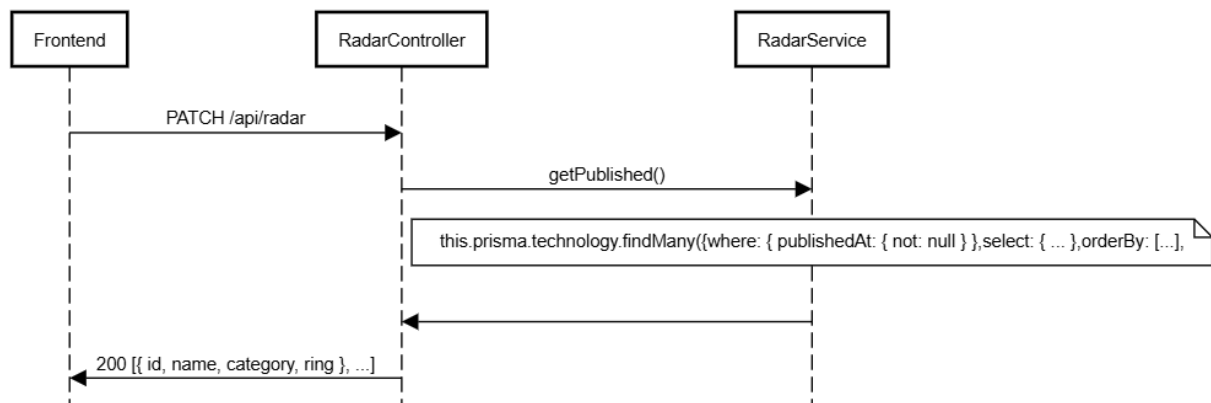 Frontend
RadarController
RadarService
PATCH /api/radar
getPublished()
this.prisma.technology.findMany({where: { publishedAt: { not: null } },select: { ... },orderBy: [...],
200 [{ id, name, category, ring }, ...]